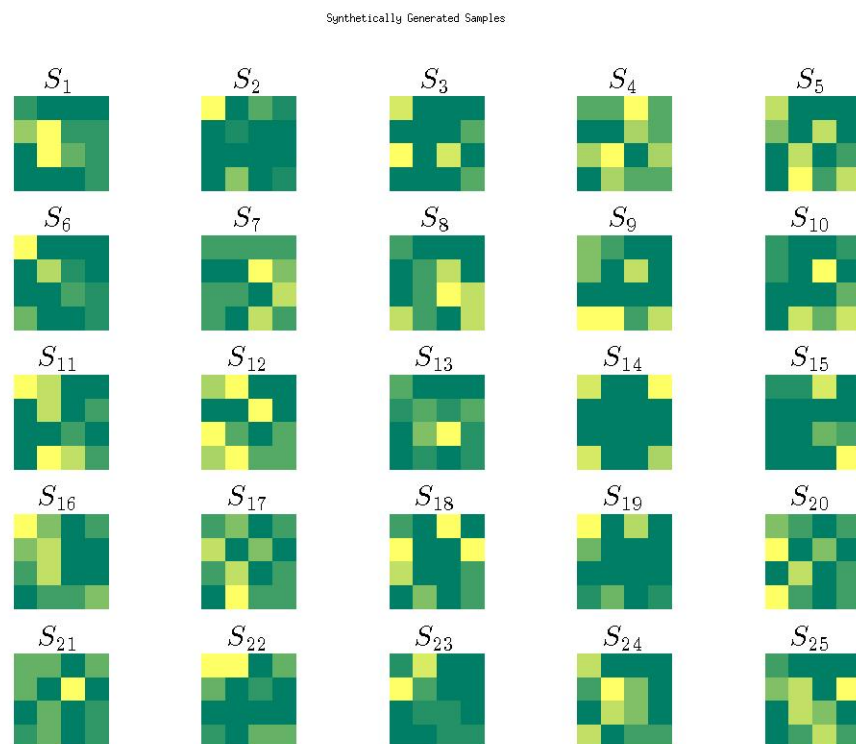 Synthetically Generated Samples
S₁ S₂ S₃ S₄ S₅
S₆ S₇ S₈ S₉ S₁₀
S₁₁ S₁₂ S₁₃ S₁₄ S₁₅
S₁₆ S₁₇ S₁₈ S₁₉ S₂₀
S₂₁ S₂₂ S₂₃ S₂₄ S₂₅